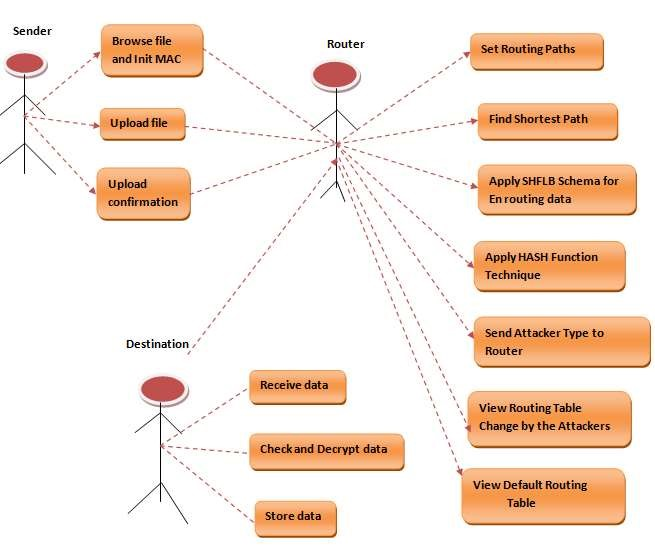 Sender
Browse file
and Init MAC
Upload file
Upload
confirmation
Router
Set Routing Paths
Find Shortest Path
Apply SHFLB Schema for
En routing data
Apply HASH Function
Technique
Send Attacker Type to
Router
View Routing Table
Change by the Attackers
View Default Routing
Table
Destination
Receive data
Check and Decrypt data
Store data